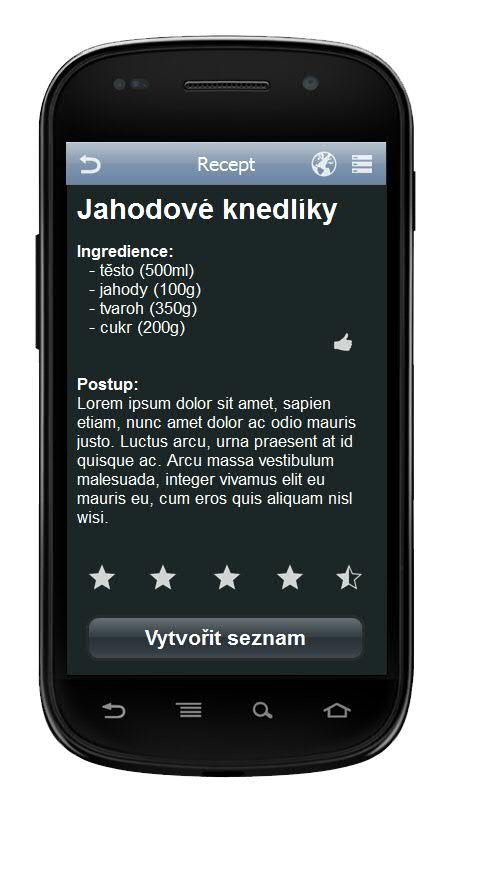 Recept
Jahodové knedlíky
Ingredience:
- těsto (500ml)
- jahody (100g)
- tvaroh (350g)
- cukr (200g)
Postup:
Lorem ipsum dolor sit amet, sapien
etiam, nunc amet dolor ac odio mauris
justo. Luctus arcu, urna praesent at id
quisque ac. Arcu massa vestibulum
malesuada, integer vivamus elit eu
mauris eu, cum eros quis aliquam nisl
wisi.
Vytvořit seznam